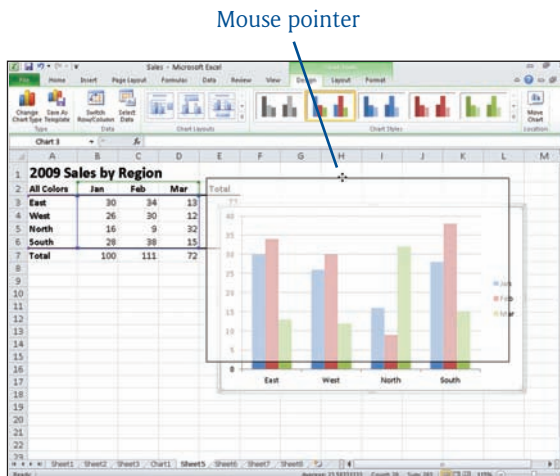 Mouse pointer
Sales - Microsoft Excel
File Home Insert Page Layout Formulas Data Review View Design Layout Format
Change Chart Type Save As Template Switch Row/Column Select Data Move Chart
Type Data Chart Layouts Chart Styles Location
Chart 3 fx
A B C D E F G H I J K L M
1 2009 Sales by Region
2 All Colors Jan Feb Mar Total
3 East 30 34 13 77
4 West 26 30 12
5 North 16 9 32
6 South 28 38 15
7 Total 100 111 72
8
9
10
11
12
13
14
15
16
17
18
19
20
21
22
23
40
35
30
25
20
15
10
5
0
East West North South
Jan
Feb
Mar
Sheet1 Sheet2 Sheet3 Chart1 Sheet5 Sheet6 Sheet7 Sheet8
Ready